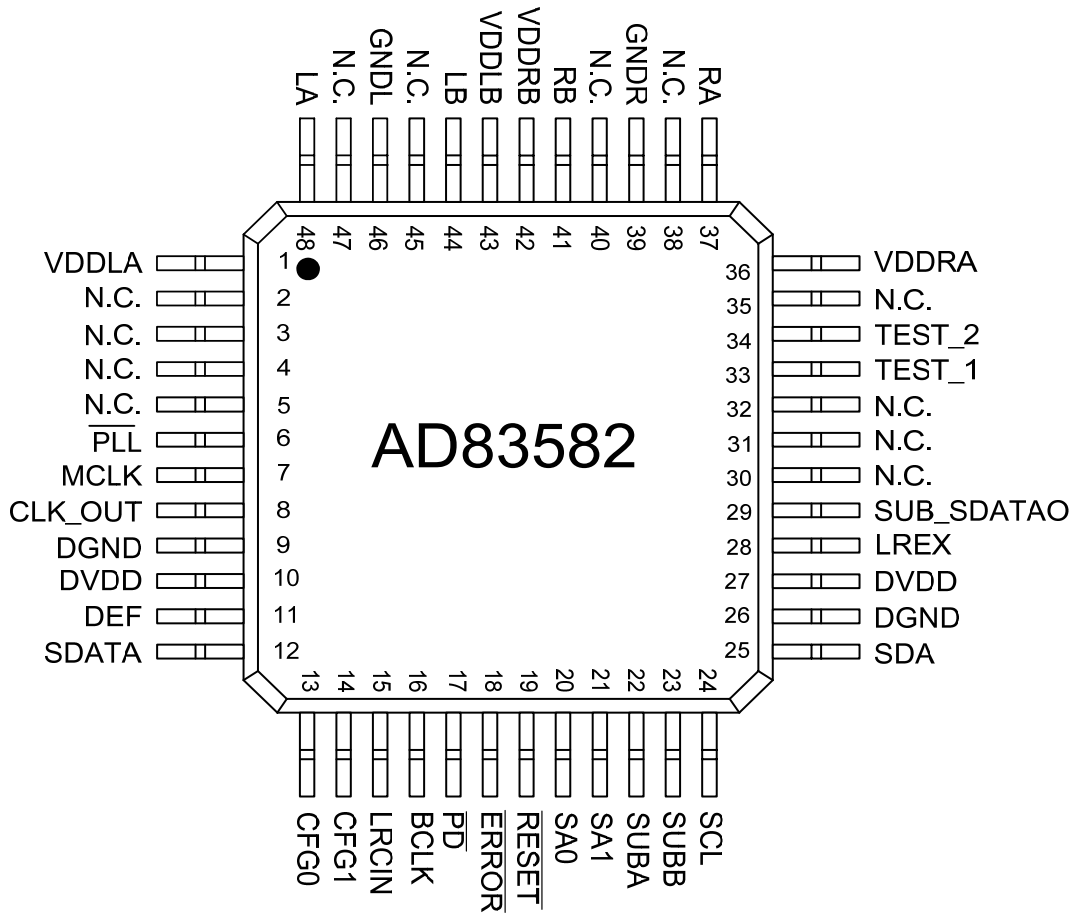 LA
N.C.
GNDL
N.C.
LB
VDDLB
VDDRB
RB
N.C.
GNDR
N.C.
RA
48
47
46
45
44
43
42
41
40
39
38
37
VDDLA 1
N.C. 2
N.C. 3
N.C. 4
N.C. 5
PLL 6
MCLK 7
CLK_OUT 8
DGND 9
DVDD 10
DEF 11
SDATA 12
AD83582
36 VDDRA
35 N.C.
34 TEST_2
33 TEST_1
32 N.C.
31 N.C.
30 N.C.
29 SUB_SDATAO
28 LREX
27 DVDD
26 DGND
25 SDA
13
14
15
16
17
18
19
20
21
22
23
24
CFG0
CFG1
LRCIN
BCLK
PD
ERROR
RESET
SA0
SA1
SUBA
SUBB
SCL